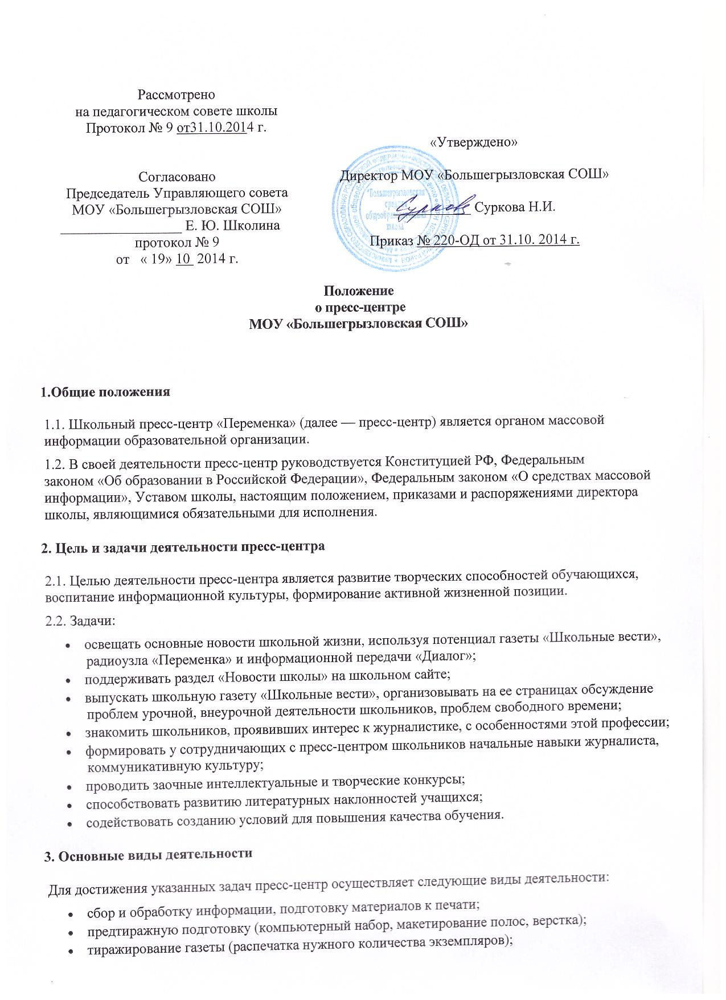 Рассмотрено
на педагогическом совете школы
Протокол № 9 от31.10.2014 г.
Согласовано
Председатель Управляющего совета
МОУ «Большегрызловская СОШ»
_________________ Е. Ю. Школина
протокол № 9
от « 19» 10 2014 г.
«Утверждено»
Директор МОУ «Большегрызловская СОШ»
Суркова Н.И.
Приказ № 220-ОД от 31.10. 2014 г.
"Большегрызловская
средняя
общеобразовательная
школа"
Положение
о пресс-центре
МОУ «Большегрызловская СОШ»
1.Общие положения
1.1. Школьный пресс-центр «Переменка» (далее — пресс-центр) является органом массовой
информации образовательной организации.
1.2. В своей деятельности пресс-центр руководствуется Конституцией РФ, Федеральным
законом «Об образовании в Российской Федерации», Федеральным законом «О средствах массовой
информации», Уставом школы, настоящим положением, приказами и распоряжениями директора
школы, являющимися обязательными для исполнения.
2. Цель и задачи деятельности пресс-центра
2.1. Целью деятельности пресс-центра является развитие творческих способностей обучающихся,
воспитание информационной культуры, формирование активной жизненной позиции.
2.2. Задачи:
• освещать основные новости школьной жизни, используя потенциал газеты «Школьные вести»,
радиоузла «Переменка» и информационной передачи «Диалог»;
• поддерживать раздел «Новости школы» на школьном сайте;
• выпускать школьную газету «Школьные вести», организовывать на ее страницах обсуждение
проблем урочной, внеурочной деятельности школьников, проблем свободного времени;
• знакомить школьников, проявивших интерес к журналистике, с особенностями этой профессии;
• формировать у сотрудничающих с пресс-центром школьников начальные навыки журналиста,
коммуникативную культуру;
• проводить заочные интеллектуальные и творческие конкурсы;
• способствовать развитию литературных наклонностей учащихся;
• содействовать созданию условий для повышения качества обучения.
3. Основные виды деятельности
Для достижения указанных задач пресс-центр осуществляет следующие виды деятельности:
• сбор и обработку информации, подготовку материалов к печати;
• предтиражную подготовку (компьютерный набор, макетирование полос, верстка);
• тиражирование газеты (распечатка нужного количества экземпляров);